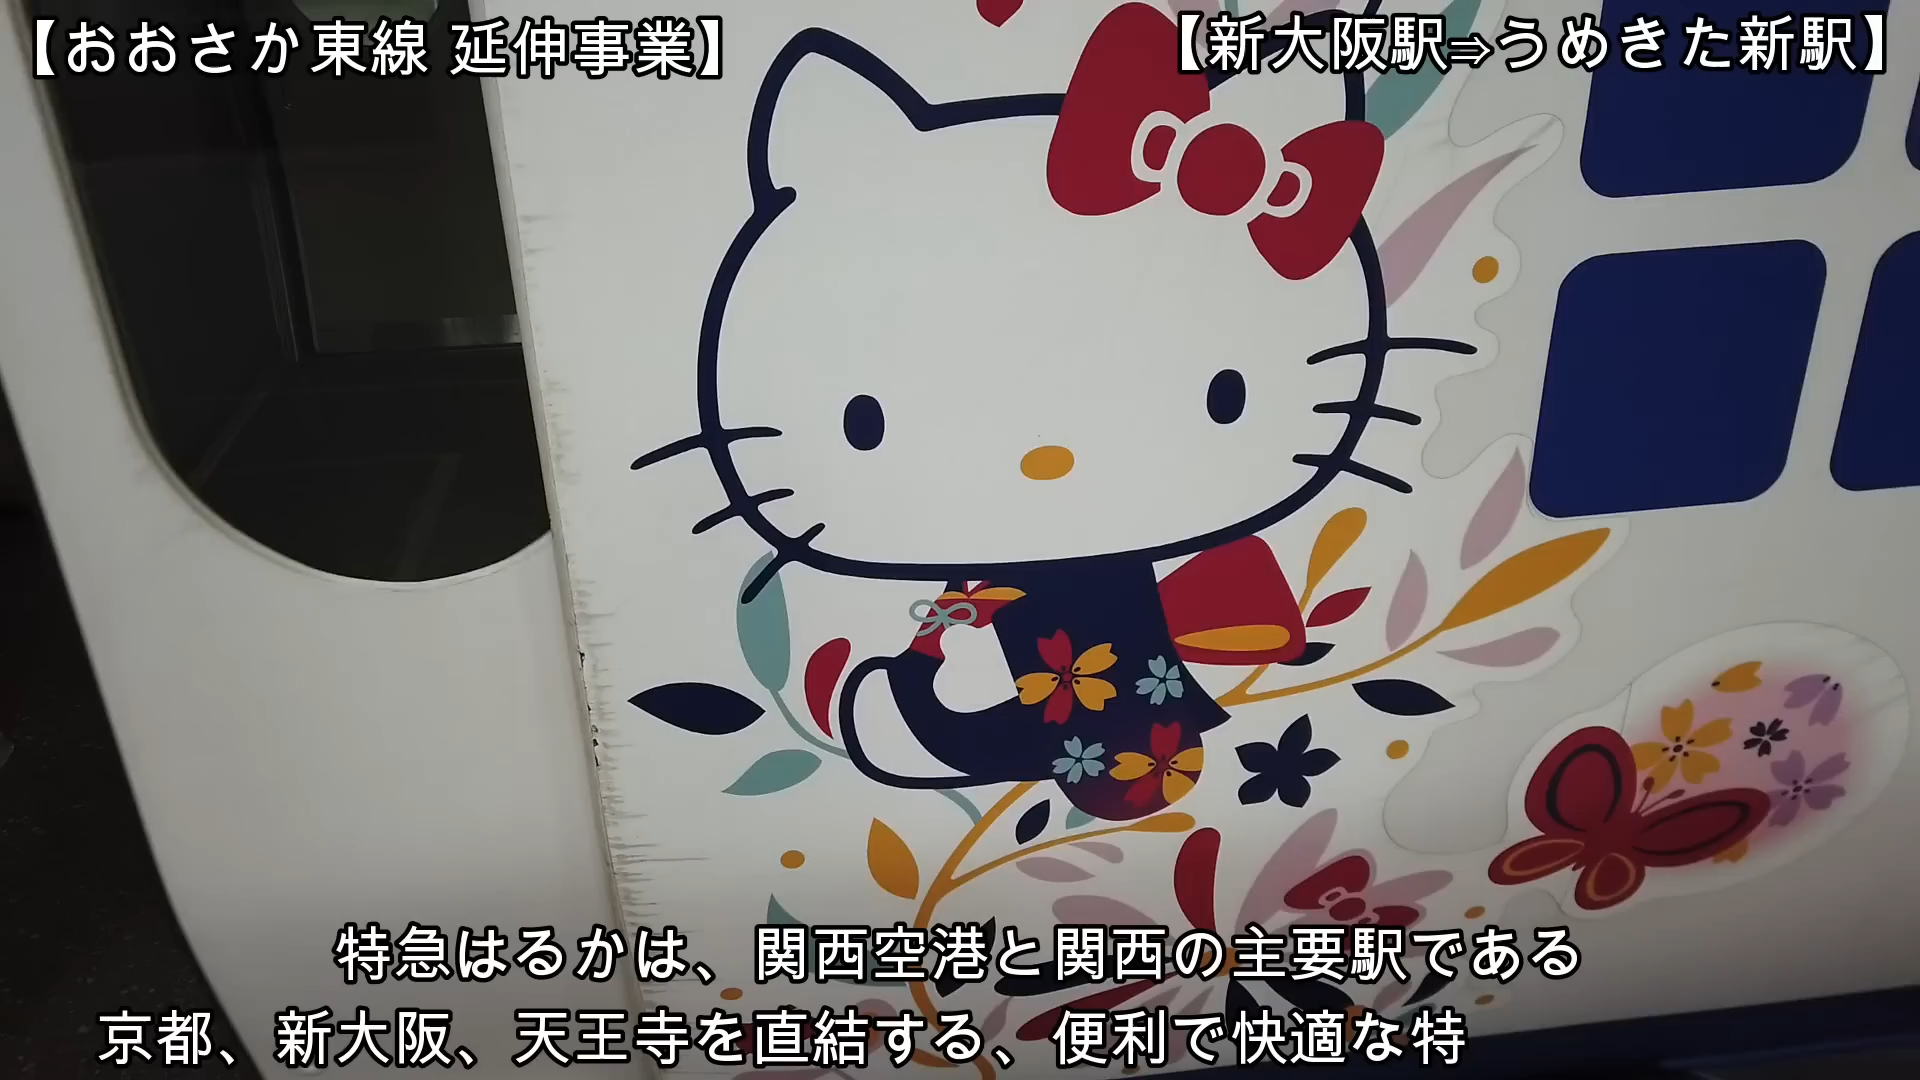 【おおさか東線 延伸事業】
【新大阪駅⇒うめきた新駅】
特急はるかは、関西空港と関西の主要駅である
京都、新大阪、天王寺を直結する、便利で快適な特